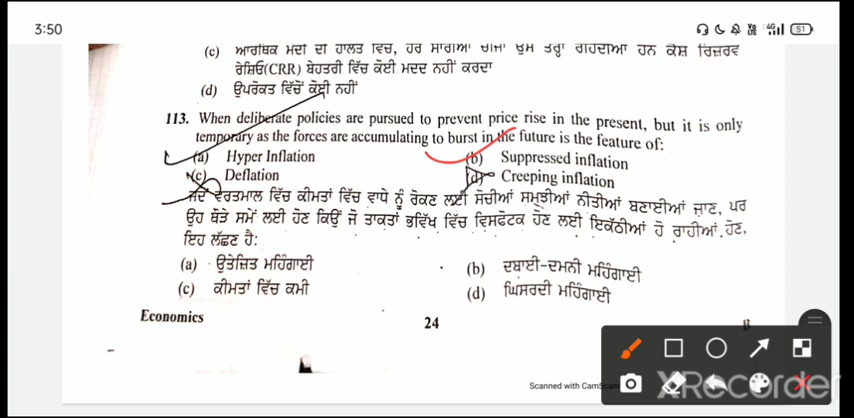 3:50
4G
51
(c) ਆਰਥਿਕ ਮੰਦੀ ਦੀ ਹਾਲਤ ਵਿਚ, ਹਰ ਰਹਿੰਦੀਆਂ ਹਨ ਕੈਸ਼ ਰਿਜ਼ਰਵ
ਰੇਸ਼ਿਓ(CRR) ਬੇਹਤਰੀ ਵਿੱਚ ਕੋਈ ਮਦਦ ਨਹੀਂ ਕਰਦਾ
(d) ਉਪਰੋਕਤ ਵਿੱਚੋਂ ਕੋਈ ਨਹੀਂ
113. When deliberate policies are pursued to prevent price rise in the present, but it is only
temporary as the forces are accumulating to burst in the future is the feature of:
(a) Hyper Inflation (b) Suppressed inflation
(c) Deflation (d) Creeping inflation
ਜਦੋਂ ਵਰਤਮਾਲ ਵਿੱਚ ਕੀਮਤਾਂ ਵਿੱਚ ਵਾਧੇ ਨੂੰ ਰੋਕਣ ਲਈ ਸੋਚੀਆਂ ਸਮਝੀਆਂ ਨੀਤੀਆਂ ਬਣਾਈਆਂ ਜਾਣ, ਪਰ
ਉਹ ਥੋੜੇ ਸਮੇਂ ਲਈ ਹੋਣ ਕਿਉਂ ਜੋ ਤਾਕਤਾਂ ਭਵਿੱਖ ਵਿੱਚ ਵਿਸਫੋਟਕ ਹੋਣ ਲਈ ਇਕੱਠੀਆਂ ਹੋ ਰਾਹੀਆਂ ਹੋਣ,
ਇਹ ਲੱਛਣ ਹੈ:
(a) ਉਤੇਜ਼ਿਤ ਮਹਿੰਗਾਈ (b) ਦਬਾਈ-ਦਮਨੀ ਮਹਿੰਗਾਈ
(c) ਕੀਮਤਾਂ ਵਿੱਚ ਕਮੀ (d) ਘਿਸਰਦੀ ਮਹਿੰਗਾਈ
Economics 24 B
Scanned with
XRecorder